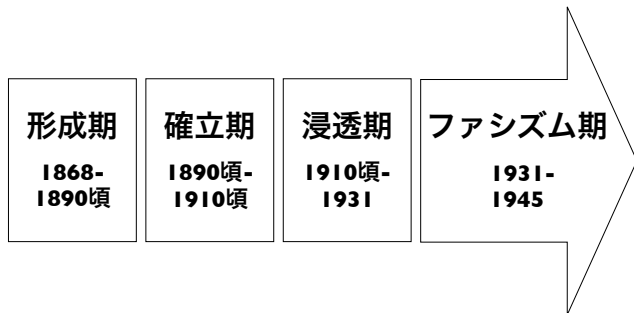 形成期
1868-
1890頃
確立期
1890頃-
1910頃
浸透期
1910頃-
1931
ファシズム期
1931-
1945